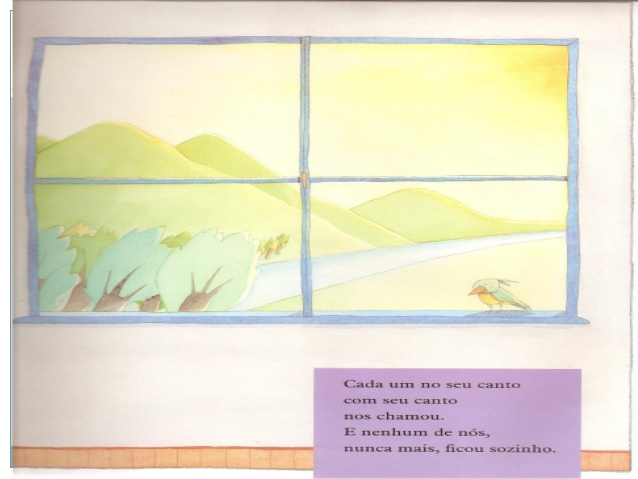 Cada um no seu canto
com seu canto
nos chamou.
E nenhum de nós,
nunca mais, ficou sozinho.